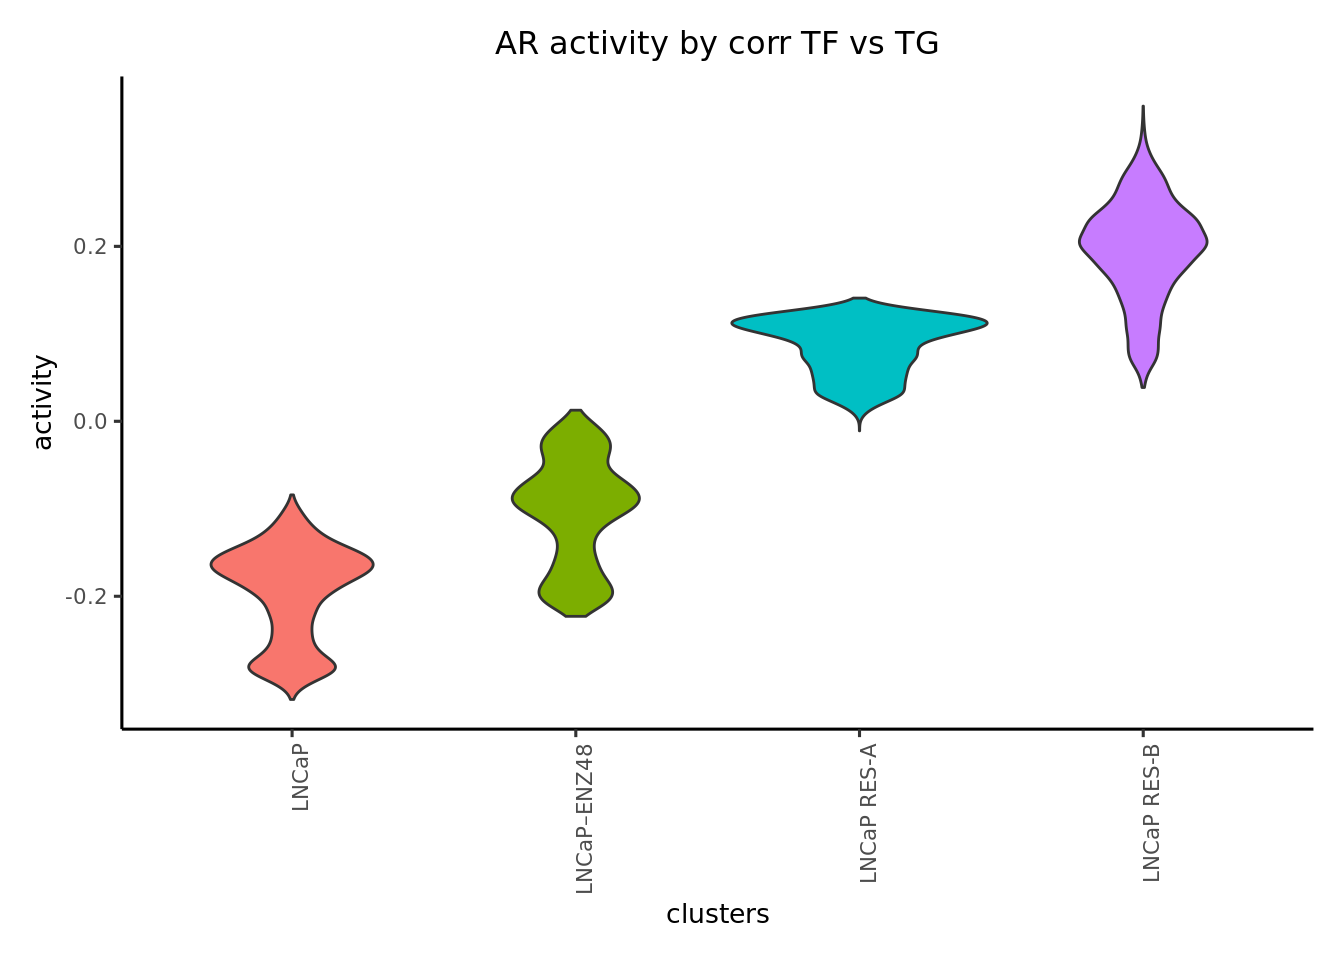 AR activity by corr TF vs TG
activity
0.2
0.0
-0.2
LNCaP
LNCaP–ENZ48
LNCaP RES-A
LNCaP RES-B
clusters